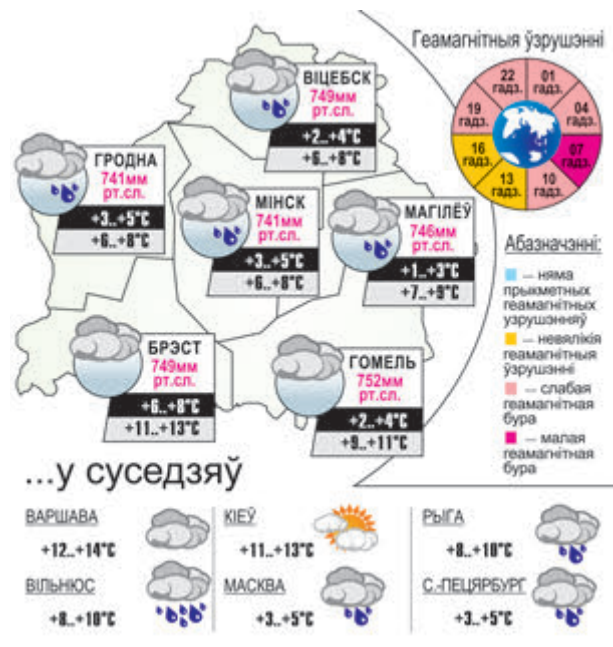 Геамагнітныя ўзрушэнні
22 гадз.
01 гадз.
04 гадз.
07 гадз.
10 гадз.
13 гадз.
16 гадз.
19 гадз.
ВІЦЕБСК
749мм
рт.сл.
+2..+4°С
+6..+8°С
ГРОДНА
741мм
рт.сл.
+3..+5°С
+6..+8°С
МІНСК
741мм
рт.сл.
+3..+5°С
+6..+8°С
МАГІЛЁЎ
746мм
рт.сл.
+1..+3°С
+7..+9°С
БРЭСТ
749мм
рт.сл.
+6..+8°С
+11..+13°С
ГОМЕЛЬ
752мм
рт.сл.
+2..+4°С
+9..+11°С
Абазначэнні:
– няма
прыкметных
геамагнітных
узрушэнняў
– невялікія
геамагнітныя
ўзрушэнні
– слабая
геамагнітная
бура
– малая
геамагнітная
бура
...у суседзяў
ВАРШАВА
+12..+14°С
КІЕЎ
+11..+13°С
РЫГА
+8..+10°С
ВІЛЬНЮС
+8..+10°С
МАСКВА
+3..+5°С
С.-ПЕЦЯРБУРГ
+3..+5°С